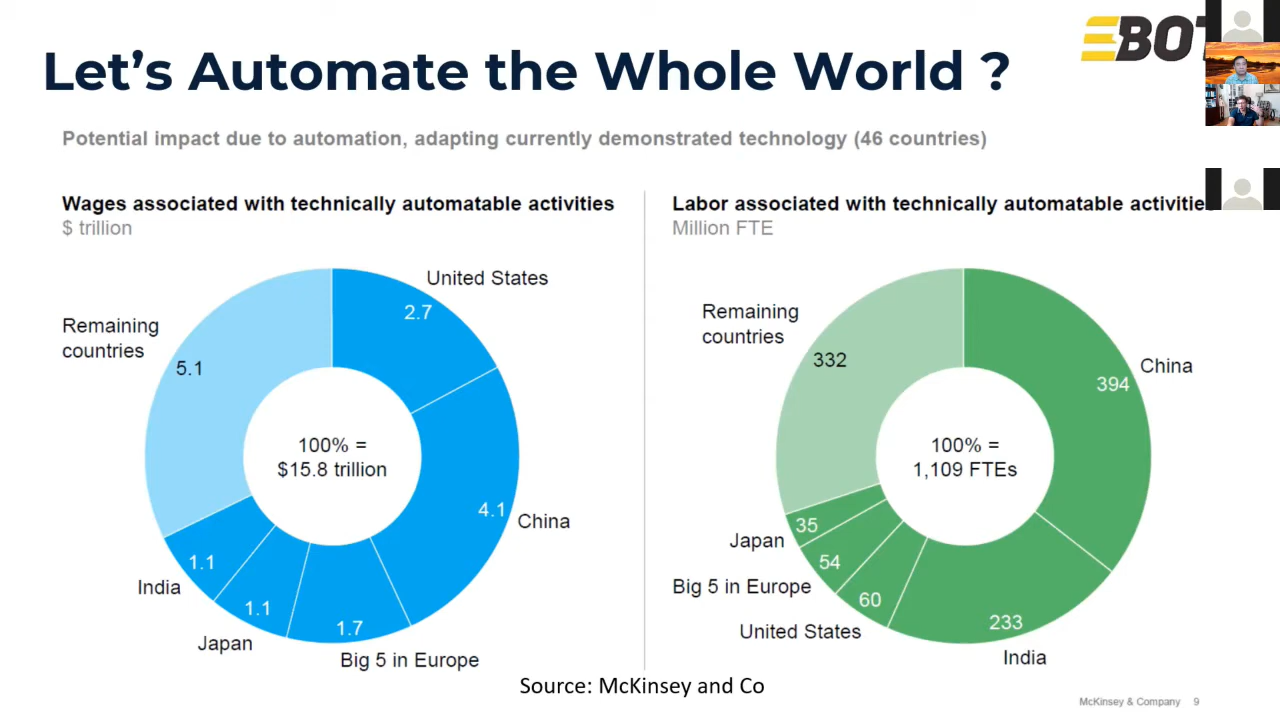 Let's Automate the Whole World ?
EBOT
Potential impact due to automation, adapting currently demonstrated technology (46 countries)
Wages associated with technically automatable activities
$ trillion
United States
2.7
Remaining
countries
5.1
100% =
$15.8 trillion
4.1
China
India
1.1
Japan
1.1
1.7
Big 5 in Europe
Labor associated with technically automatable activitie
Million FTE
Remaining
countries
332
China
394
100% =
1,109 FTEs
Japan
35
Big 5 in Europe
54
United States
60
233
India
Source: McKinsey and Co
McKinsey & Company 9